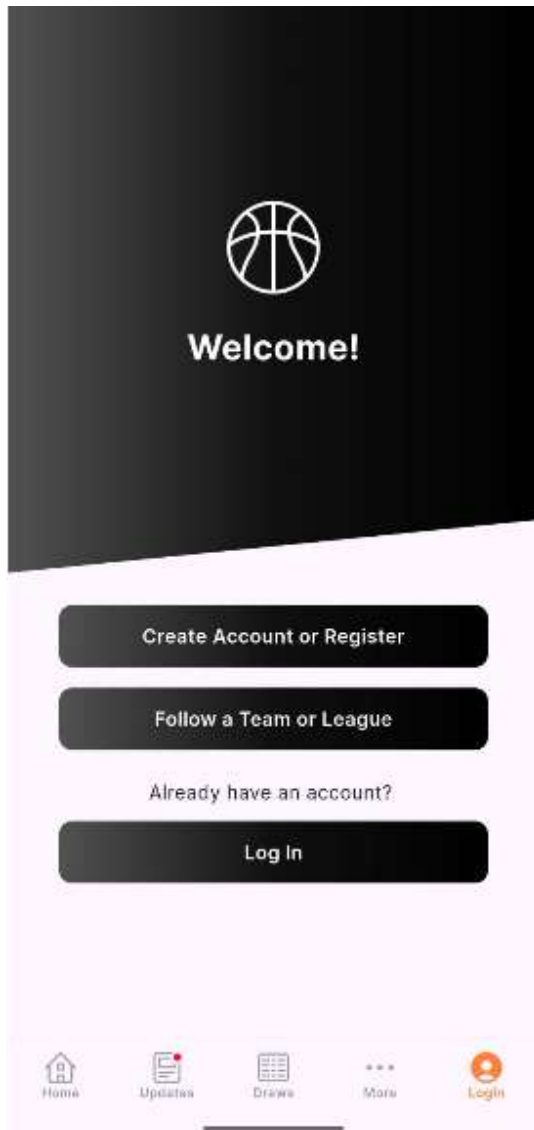 Welcome!
Create Account or Register
Follow a Team or League
Already have an account?
Log In
Home
Updates
Draws
More
Login